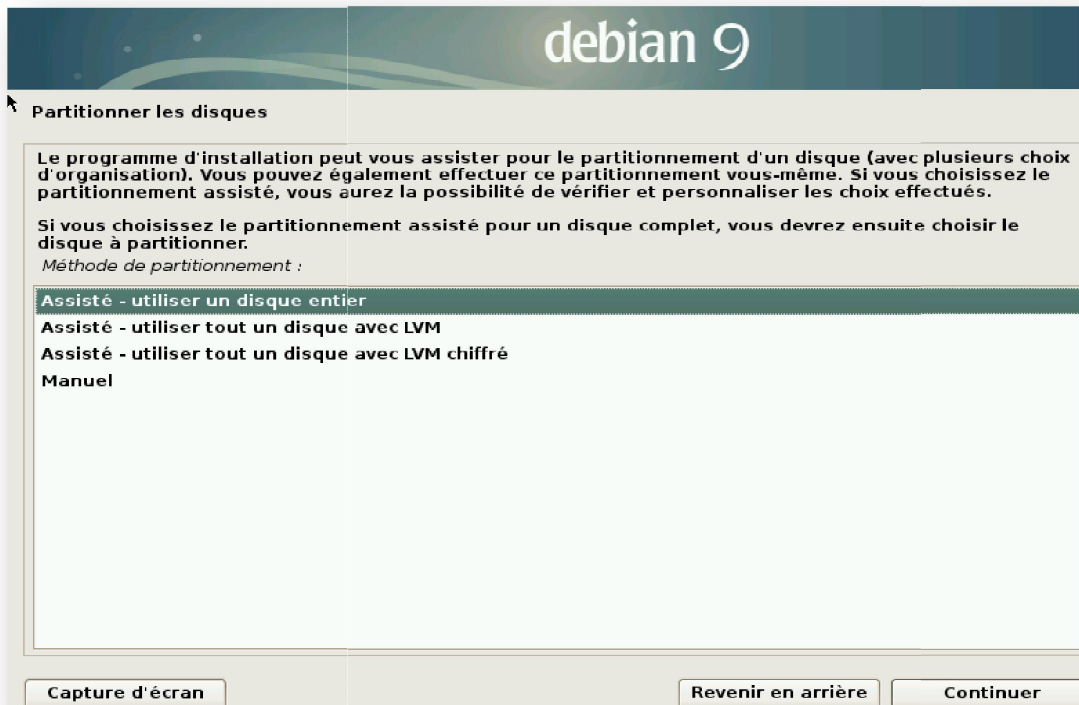 debian 9
Partitionner les disques
Le programme d'installation peut vous assister pour le partitionnement d'un disque (avec plusieurs choix
d'organisation). Vous pouvez également effectuer ce partitionnement vous-même. Si vous choisissez le
partitionnement assisté, vous aurez la possibilité de vérifier et personnaliser les choix effectués.
Si vous choisissez le partitionnement assisté pour un disque complet, vous devrez ensuite choisir le
disque à partitionner.
Méthode de partitionnement :
Assisté - utiliser un disque entier
Assisté - utiliser tout un disque avec LVM
Assisté - utiliser tout un disque avec LVM chiffré
Manuel
Capture d'écran
Revenir en arrière
Continuer